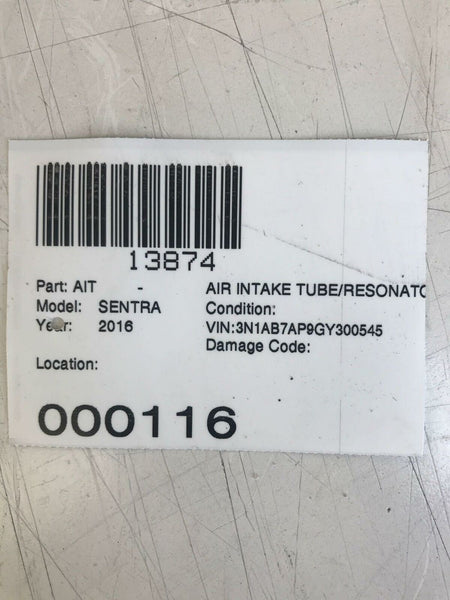 13874
Part: AIT - AIR INTAKE TUBE/RESONATO
Model: SENTRA Condition:
Year: 2016 VIN:3N1AB7AP9GY300545
Damage Code:
Location:
000116